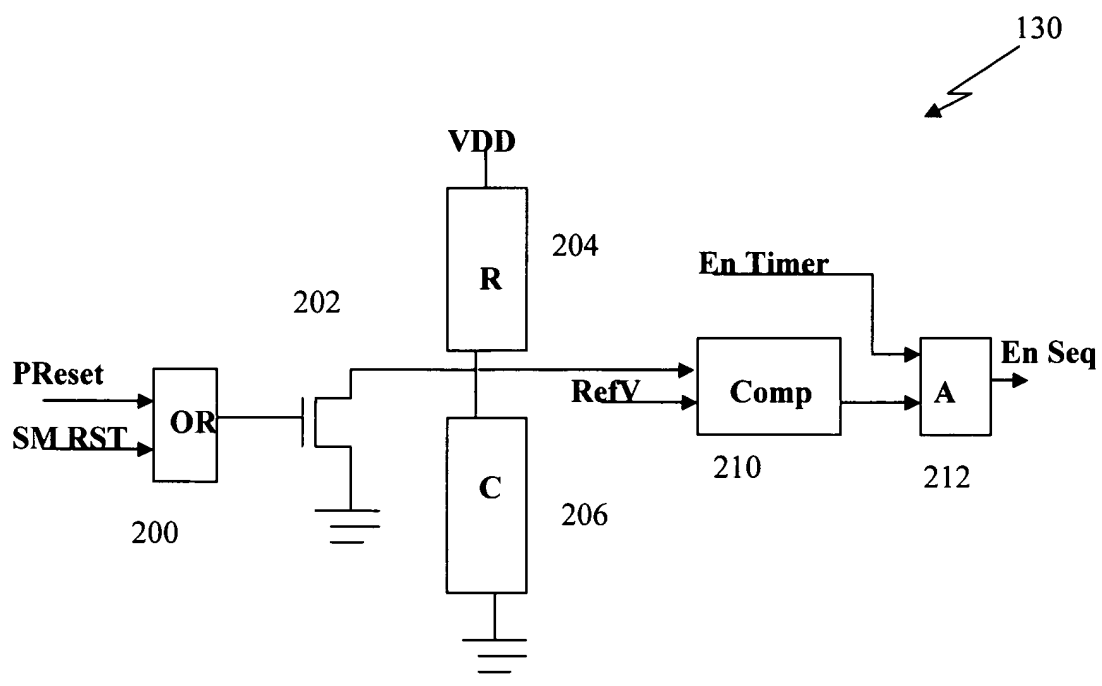 130
VDD
204
R
En Timer
202
PReset
RefV
Comp
A
En Seq
OR
SM RST
C
210
212
200
206